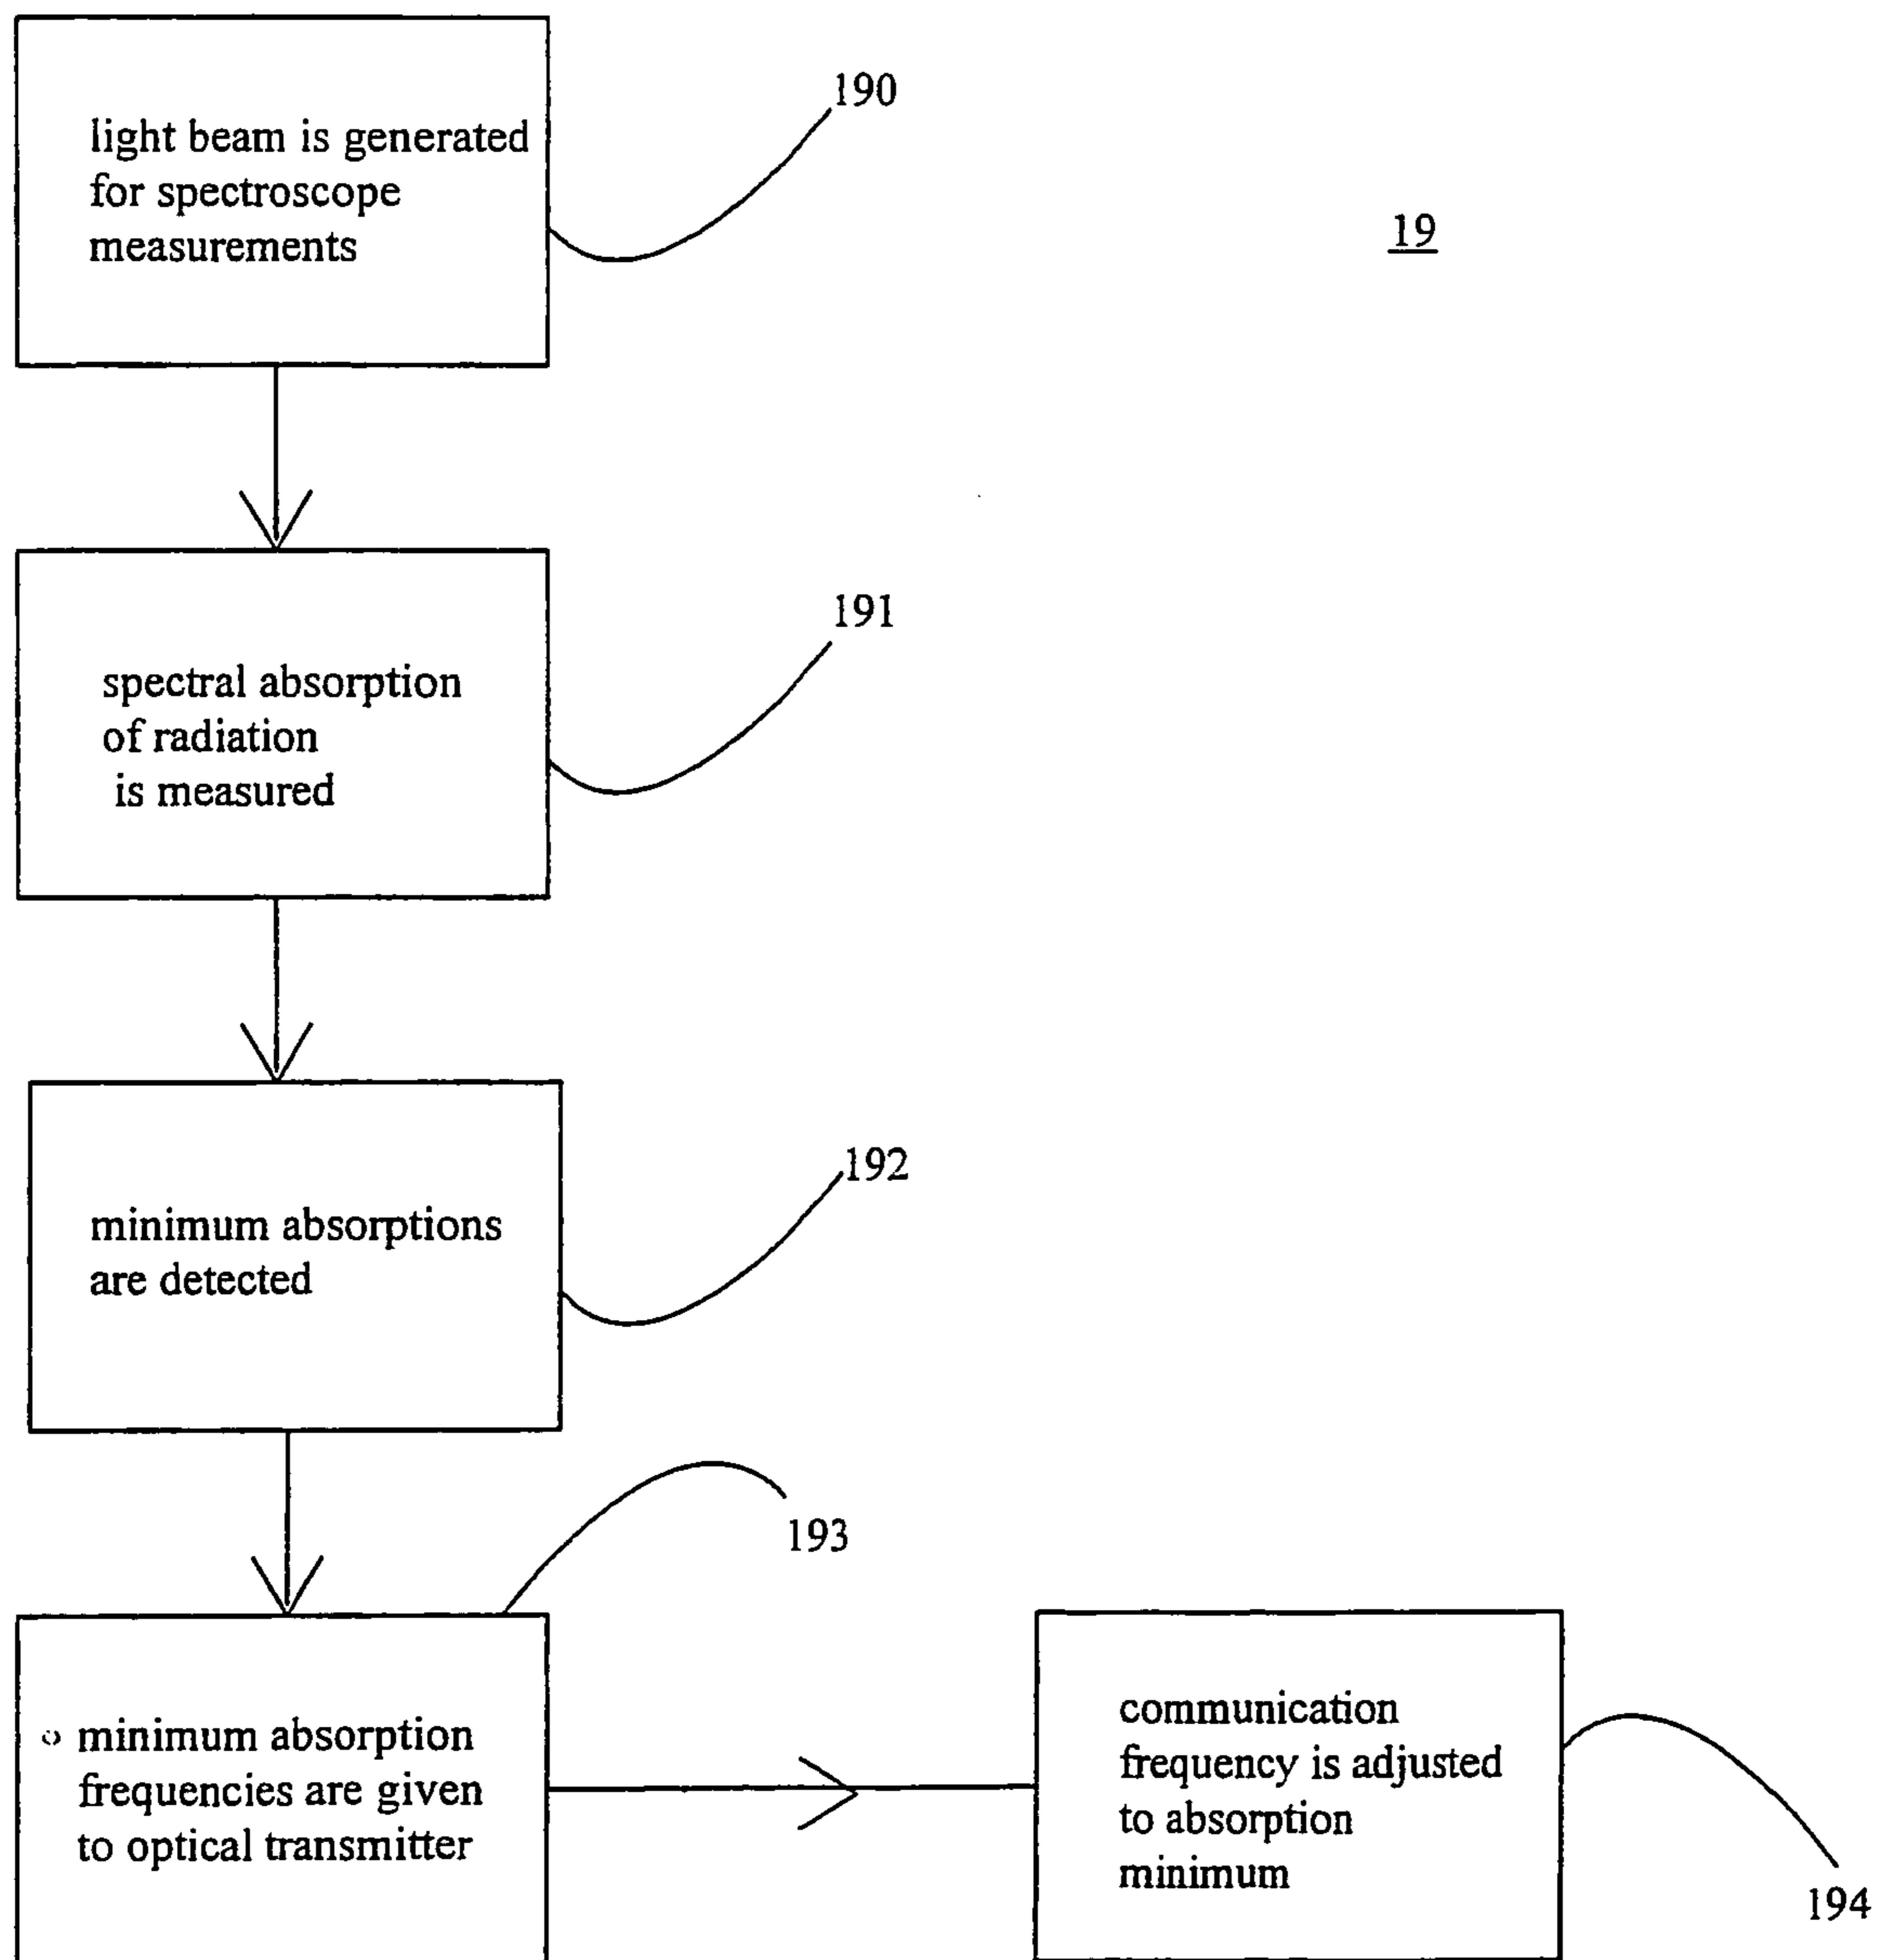 light beam is generated
for spectroscope
measurements
190
19
spectral absorption
of radiation
is measured
191
minimum absorptions
are detected
192
193
minimum absorption
frequencies are given
to optical transmitter
communication
frequency is adjusted
to absorption
minimum
194